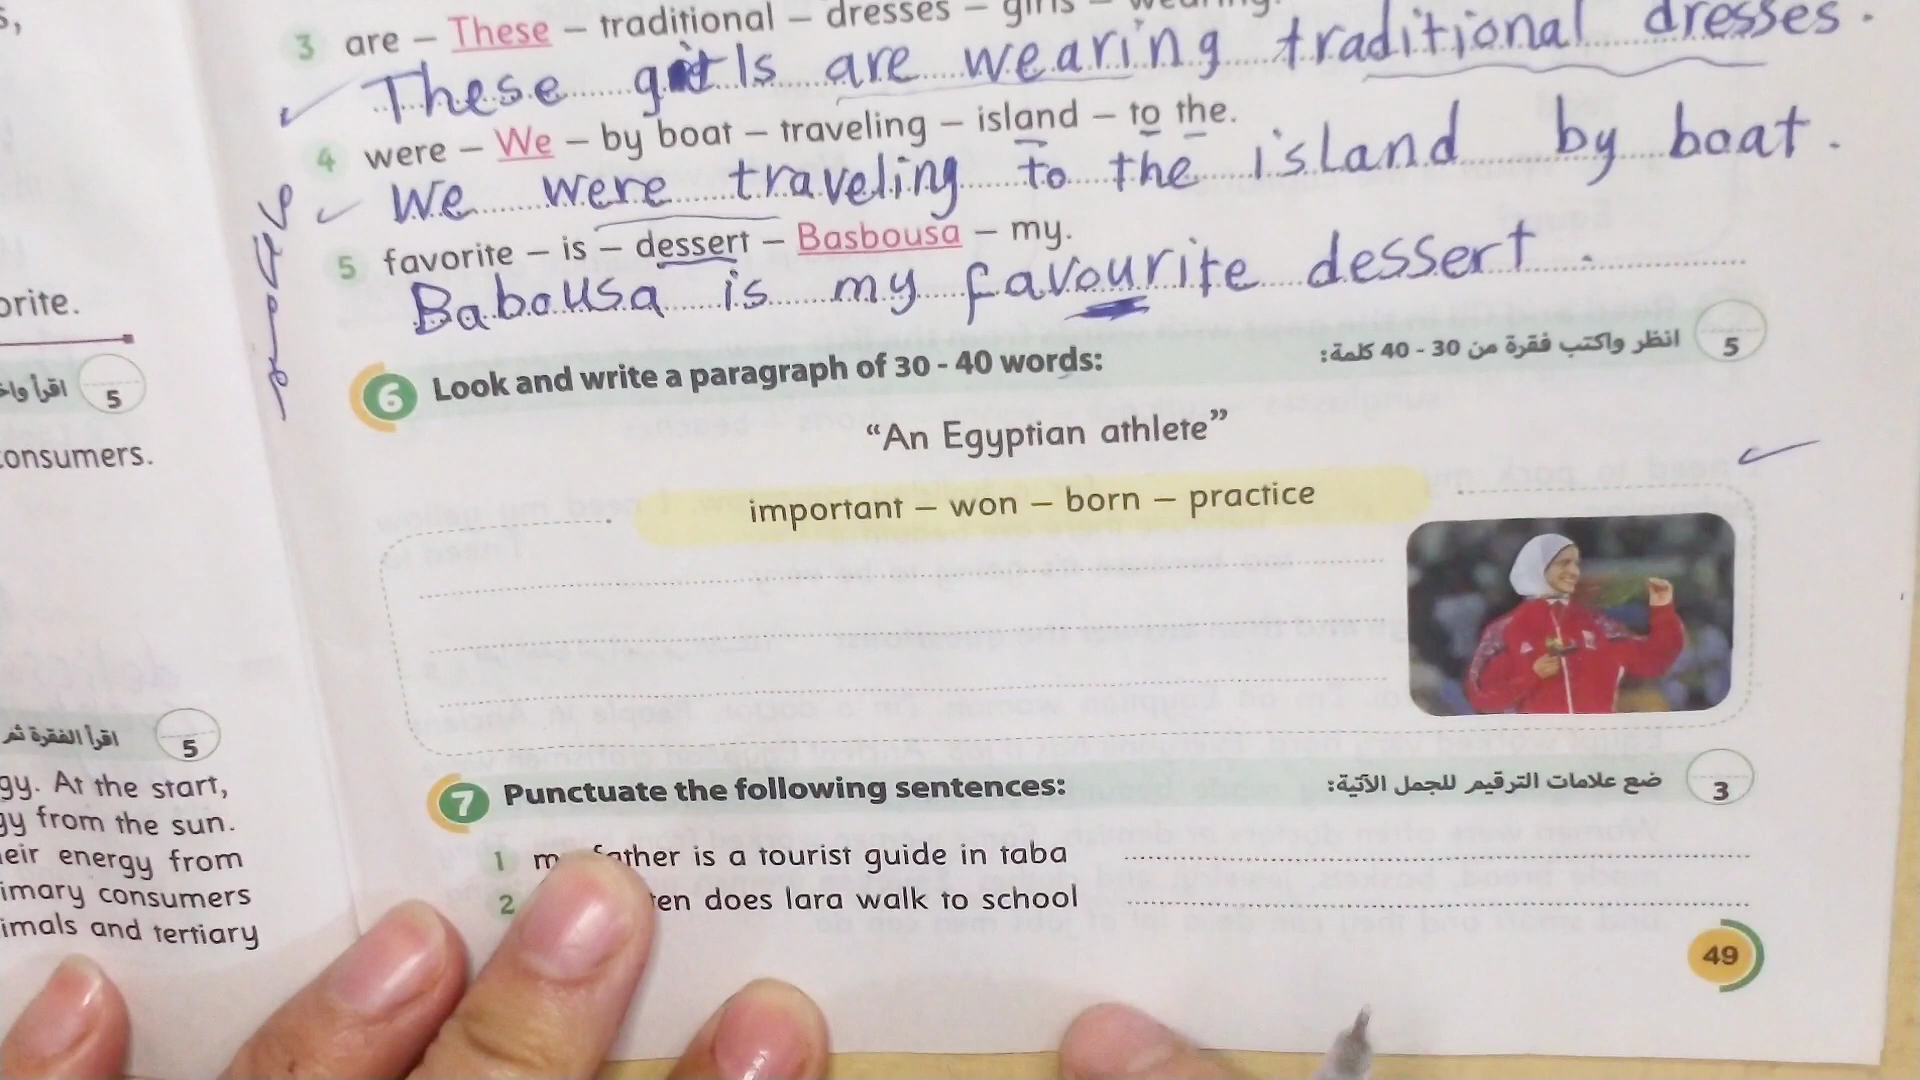 3 are – These – traditional – dresses – girls – wearing.
These girls are wearing traditional dresses.
4 were – We – by boat – traveling – island – to the.
We were traveling to the island by boat.
5 favorite – is – dessert – Basbousa – my.
Babousa is my favourite dessert.
6 Look and write a paragraph of 30 - 40 words:
انظر واكتب فقرة من 30 - 40 كلمة:
5
“An Egyptian athlete”
important – won – born – practice
7 Punctuate the following sentences:
ضع علامات الترقيم للجمل الآتية:
3
1 father is a tourist guide in taba
2 does lara walk to school
49
orite.
5
onsumers.
اقرأ الفقرة ثم
5
gy. At the start,
gy from the sun.
eir energy from
imary consumers
imals and tertiary